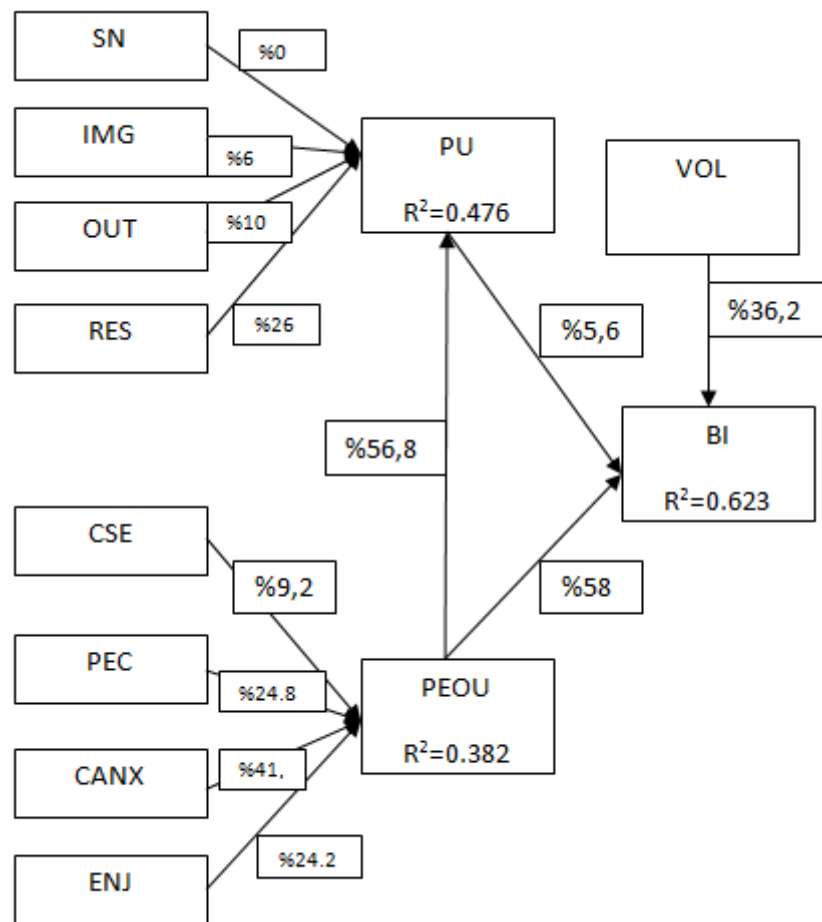 SN
%0
IMG
%6
OUT
%10
RES
%26
PU
R²=0.476
VOL
%5,6
%36,2
%56,8
BI
R²=0.623
CSE
%9,2
%58
PEC
%24.8
PEOU
R²=0.382
CANX
%41,
ENJ
%24.2